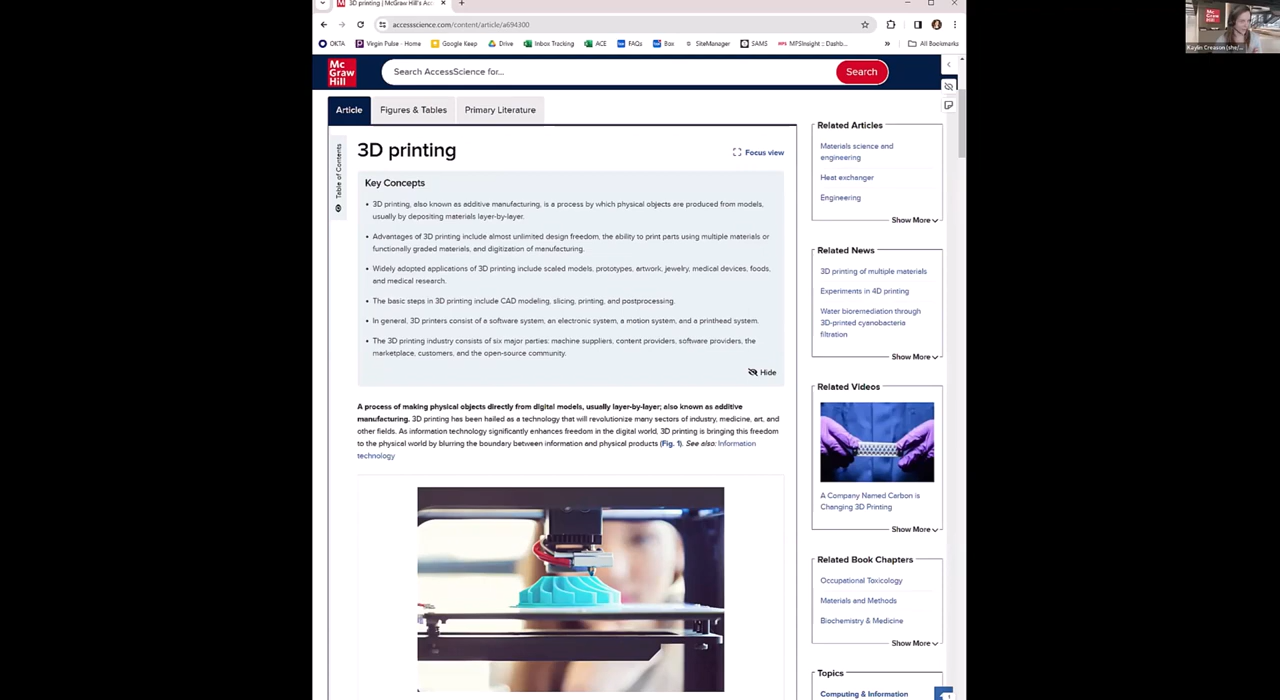 3D printing | McGraw Hill's Acc
accessscience.com/content/article/a694300
OKTA
Virgin Pulse - Home
Google Keep
Drive
Inbox Tracking
ACE
FAQs
Box
SiteManager
SAMS
MPSInsight :: Dashb...
»
All Bookmarks
Kaylin Creason (she/...
Mc
Graw
Hill
Search AccessScience for...
Search
Article
Figures & Tables
Primary Literature
Table of Contents
3D printing
Focus view
Key Concepts
• 3D printing, also known as additive manufacturing, is a process by which physical objects are produced from models,
usually by depositing materials layer-by-layer.
• Advantages of 3D printing include almost unlimited design freedom, the ability to print parts using multiple materials or
functionally graded materials, and digitization of manufacturing.
• Widely adopted applications of 3D printing include scaled models, prototypes, artwork, jewelry, medical devices, foods,
and medical research.
• The basic steps in 3D printing include CAD modeling, slicing, printing, and postprocessing.
• In general, 3D printers consist of a software system, an electronic system, a motion system, and a printhead system.
• The 3D printing industry consists of six major parties: machine suppliers, content providers, software providers, the
marketplace, customers, and the open-source community.
Hide
A process of making physical objects directly from digital models, usually layer-by-layer; also known as additive
manufacturing. 3D printing has been hailed as a technology that will revolutionize many sectors of industry, medicine, art, and
other fields. As information technology significantly enhances freedom in the digital world, 3D printing is bringing this freedom
to the physical world by blurring the boundary between information and physical products (Fig. 1). See also: Information
technology
Related Articles
Materials science and
engineering
Heat exchanger
Engineering
Show More
Related News
3D printing of multiple materials
Experiments in 4D printing
Water bioremediation through
3D-printed cyanobacteria
filtration
Show More
Related Videos
A Company Named Carbon is
Changing 3D Printing
Show More
Related Book Chapters
Occupational Toxicology
Materials and Methods
Biochemistry & Medicine
Show More
Topics
Computing & Information